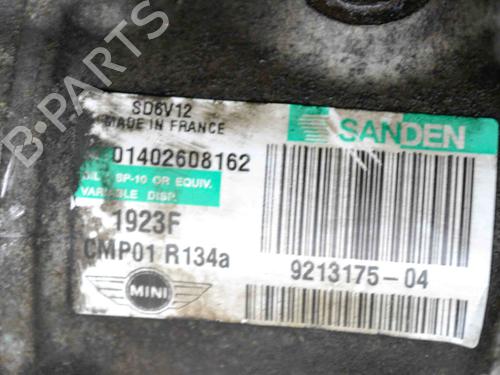 B-PARTS
SD6V12
MADE IN FRANCE
SANDEN
01402608162
OIL SP-10 OR EQUIV.
VARIABLE DISP.
1923F
CMP01 R134a
9213175-04
MINI